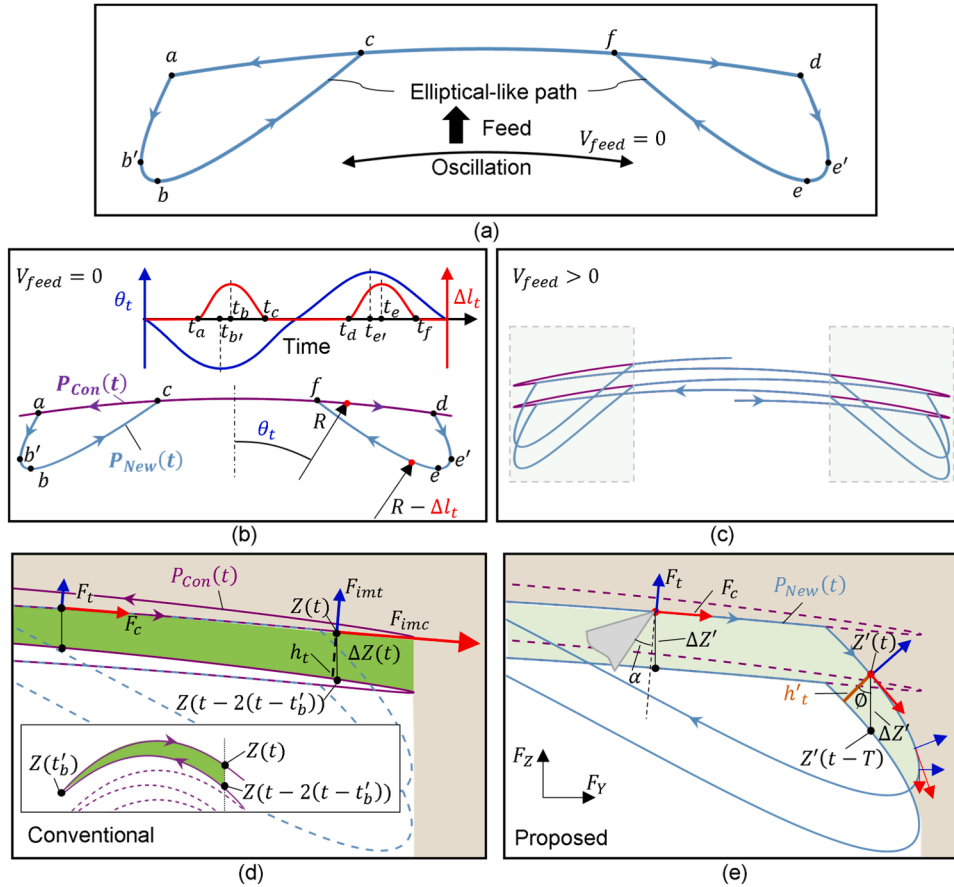 c
f
a
d
Elliptical-like path
Feed
V_feed = 0
b′
Oscillation
e′
b
e
(a)
V_feed = 0
θ_t
Δl_t
t_a
t_b′
t_b
t_c
t_d
t_e′
t_e
t_f
Time
P_Con(t)
a
c
f
d
R
θ_t
P_New(t)
b′
b
e
e′
R − Δl_t
(b)
V_feed > 0
(c)
P_Con(t)
F_t
F_c
Z(t)
F_imt
F_imc
h_t
ΔZ(t)
Z(t − 2(t − t′_b))
Z(t′_b)
Z(t)
Z(t − 2(t − t′_b))
Conventional
(d)
F_t
F_c
P_New(t)
ΔZ′
α
Z′(t)
h′_t
ϕ
ΔZ′
Z′(t − T)
F_Z
F_Y
Proposed
(e)